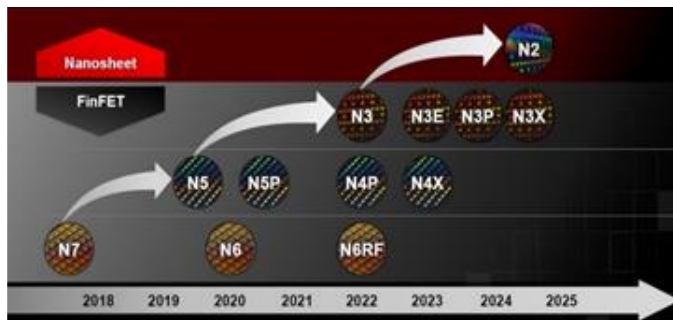 Nanosheet
FinFET
N2
N3 N3E N3P N3X
N5 N5P N4P N4X
N7 N6 N6RF
2018 2019 2020 2021 2022 2023 2024 2025